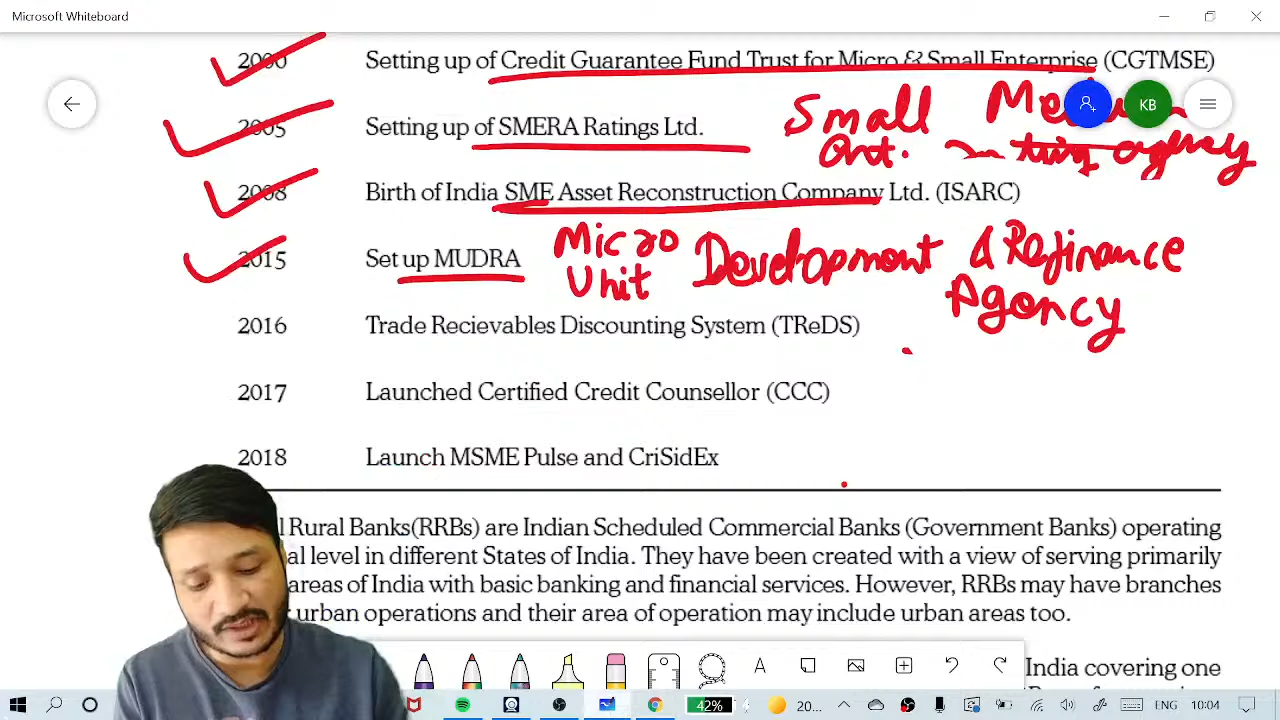 Microsoft Whiteboard
2000 Setting up of Credit Guarantee Fund Trust for Micro & Small Enterprise (CGTMSE)
KB
2005 Setting up of SMERA Ratings Ltd. Small
agency
2008 Birth of India SME Asset Reconstruction Company Ltd. (ISARC)
2015 Set up MUDRA Micro Unit Development & Refinance Agency
2016 Trade Recievables Discounting System (TReDS)
2017 Launched Certified Credit Counsellor (CCC)
2018 Launch MSME Pulse and CriSidEx
l Rural Banks(RRBs) are Indian Scheduled Commercial Banks (Government Banks) operating
al level in different States of India. They have been created with a view of serving primarily
areas of India with basic banking and financial services. However, RRBs may have branches
urban operations and their area of operation may include urban areas too.
India covering one
A
42%
20...
ENG 10:04